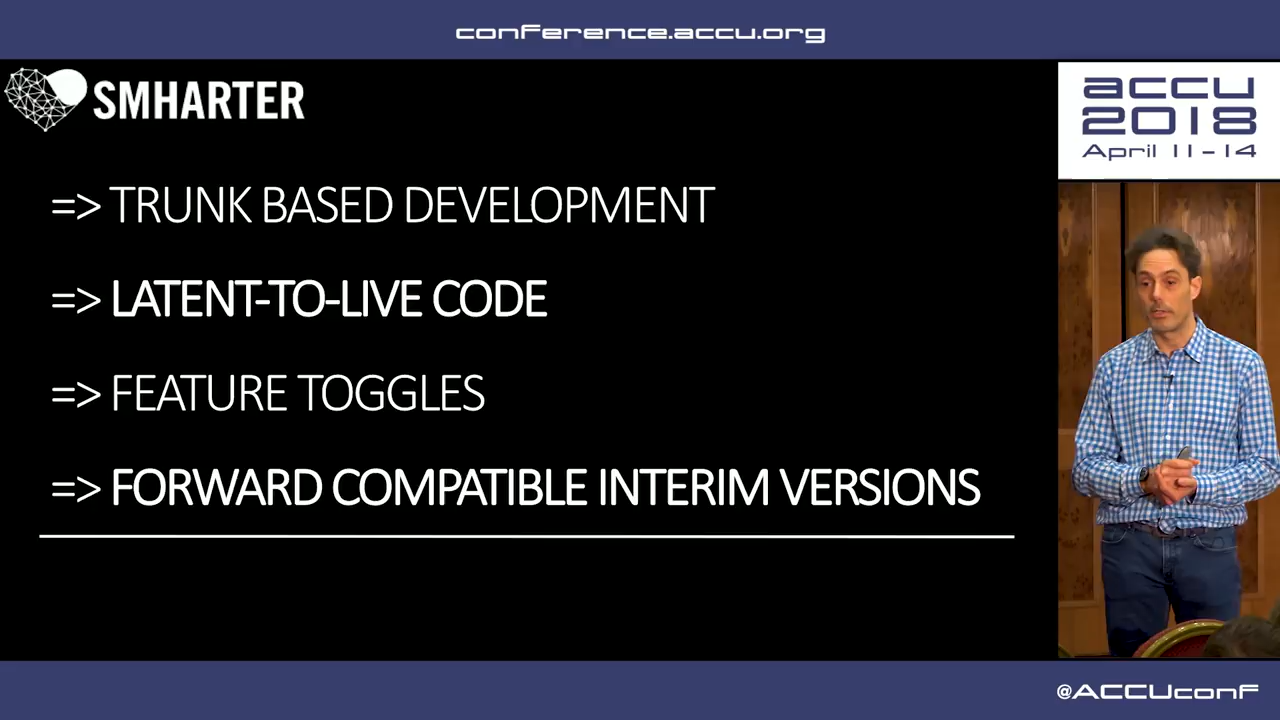 conference.accu.org
SMHARTER
=> TRUNK BASED DEVELOPMENT
=> LATENT-TO-LIVE CODE
=> FEATURE TOGGLES
=> FORWARD COMPATIBLE INTERIM VERSIONS
accu
2018
April 11-14
@ACCUconf